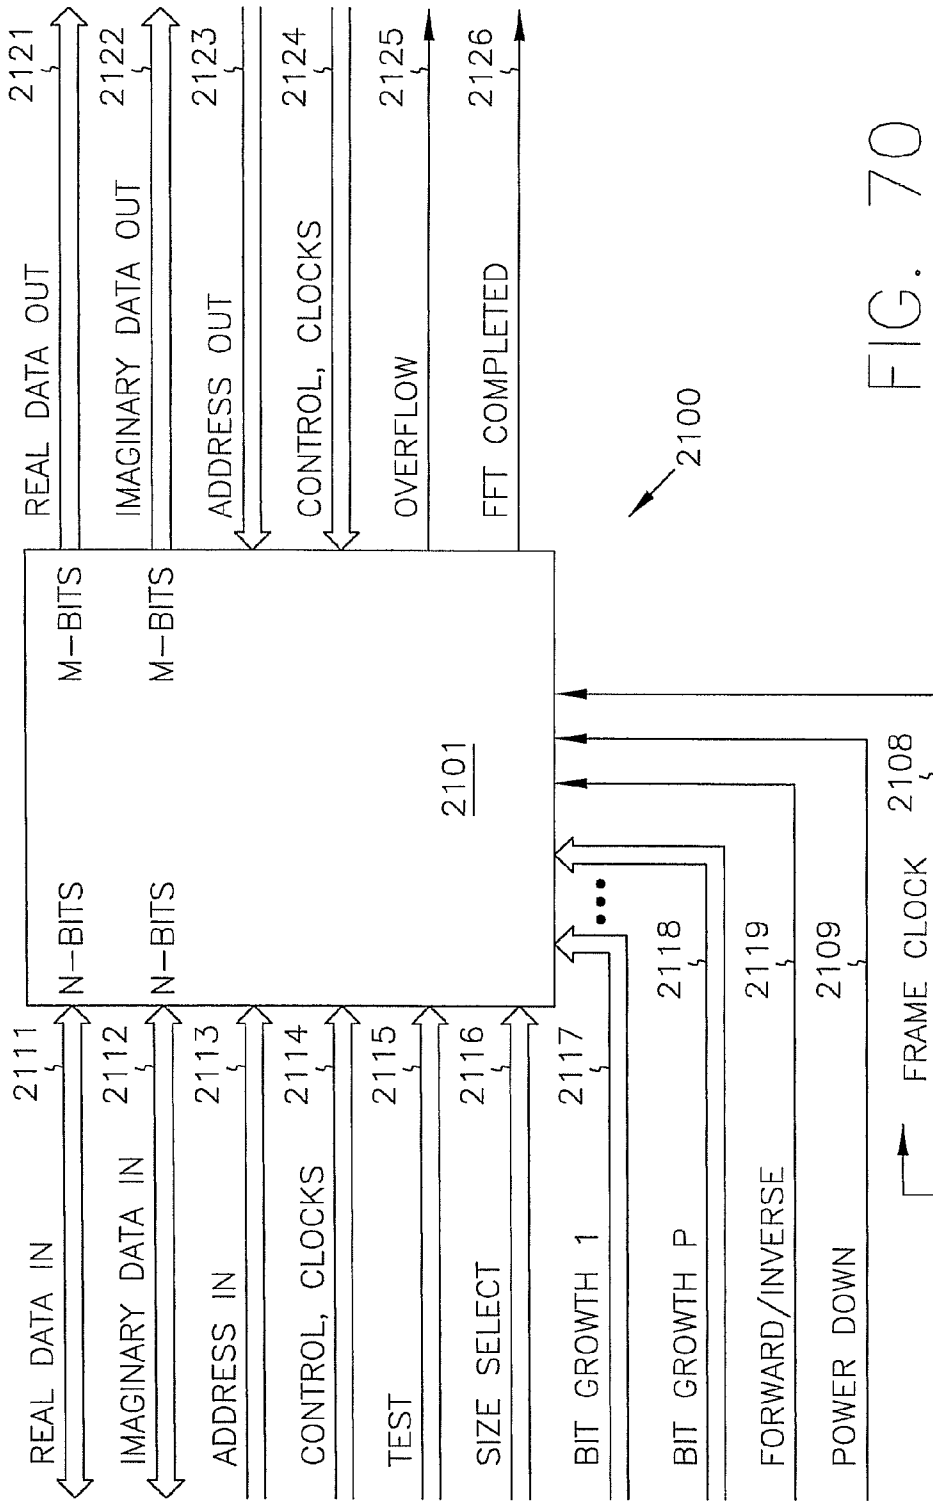 REAL DATA IN 2111
IMAGINARY DATA IN 2112
ADDRESS IN 2113
CONTROL, CLOCKS 2114
TEST 2115
SIZE SELECT 2116
BIT GROWTH 1 2117
BIT GROWTH P 2118
FORWARD/INVERSE 2119
POWER DOWN 2109
FRAME CLOCK 2108
N-BITS M-BITS
N-BITS M-BITS
2101
REAL DATA OUT 2121
IMAGINARY DATA OUT 2122
ADDRESS OUT 2123
CONTROL, CLOCKS 2124
OVERFLOW 2125
FFT COMPLETED 2126
2100
FIG. 70